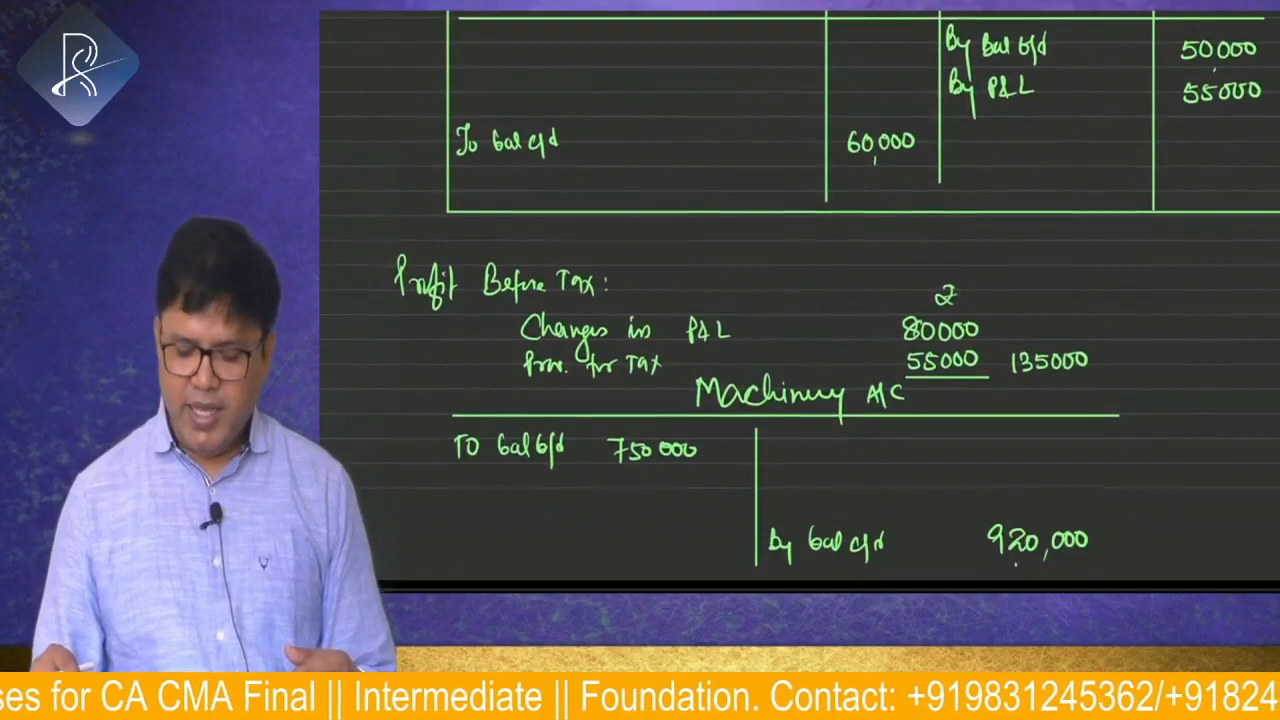 By Bal b/d 50,000
By P&L 55000
To bal c/d 60,000
Profit Before Tax:
₹
Changes in P&L 80000
Prov. for Tax 55000 135000
Machinery A/C
TO bal b/d 750000
By bal c/d 920,000
ses for CA CMA Final || Intermediate || Foundation. Contact: +919831245362/+91824